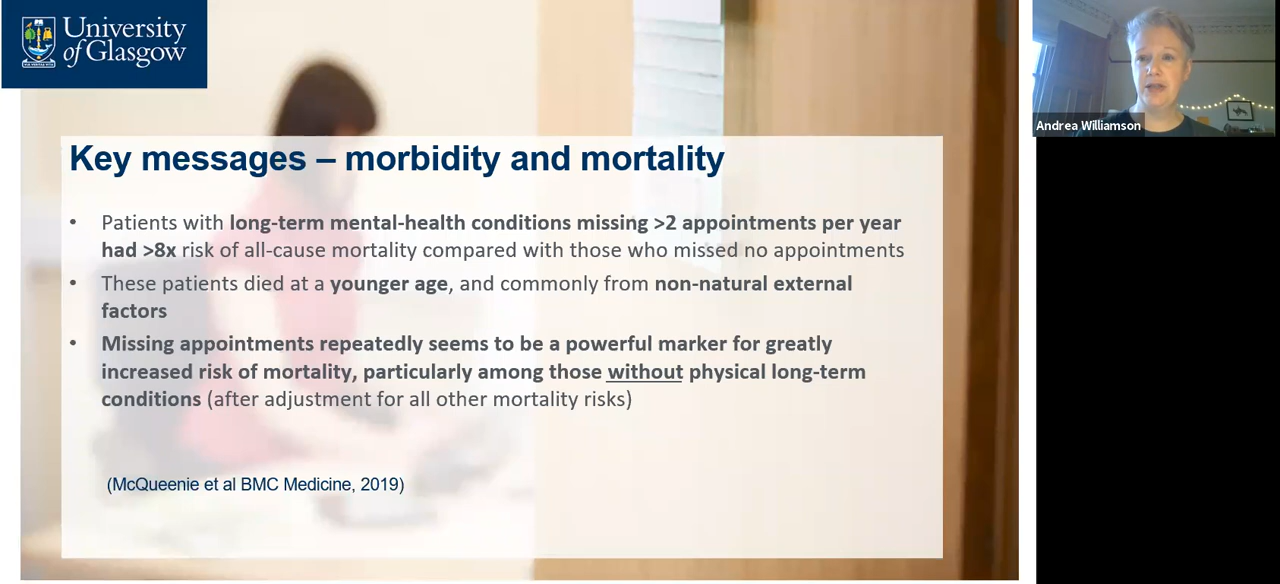 University
of Glasgow
Andrea Williamson
Key messages – morbidity and mortality
• Patients with long-term mental-health conditions missing >2 appointments per year
had >8x risk of all-cause mortality compared with those who missed no appointments
• These patients died at a younger age, and commonly from non-natural external
factors
• Missing appointments repeatedly seems to be a powerful marker for greatly
increased risk of mortality, particularly among those without physical long-term
conditions (after adjustment for all other mortality risks)
(McQueenie et al BMC Medicine, 2019)